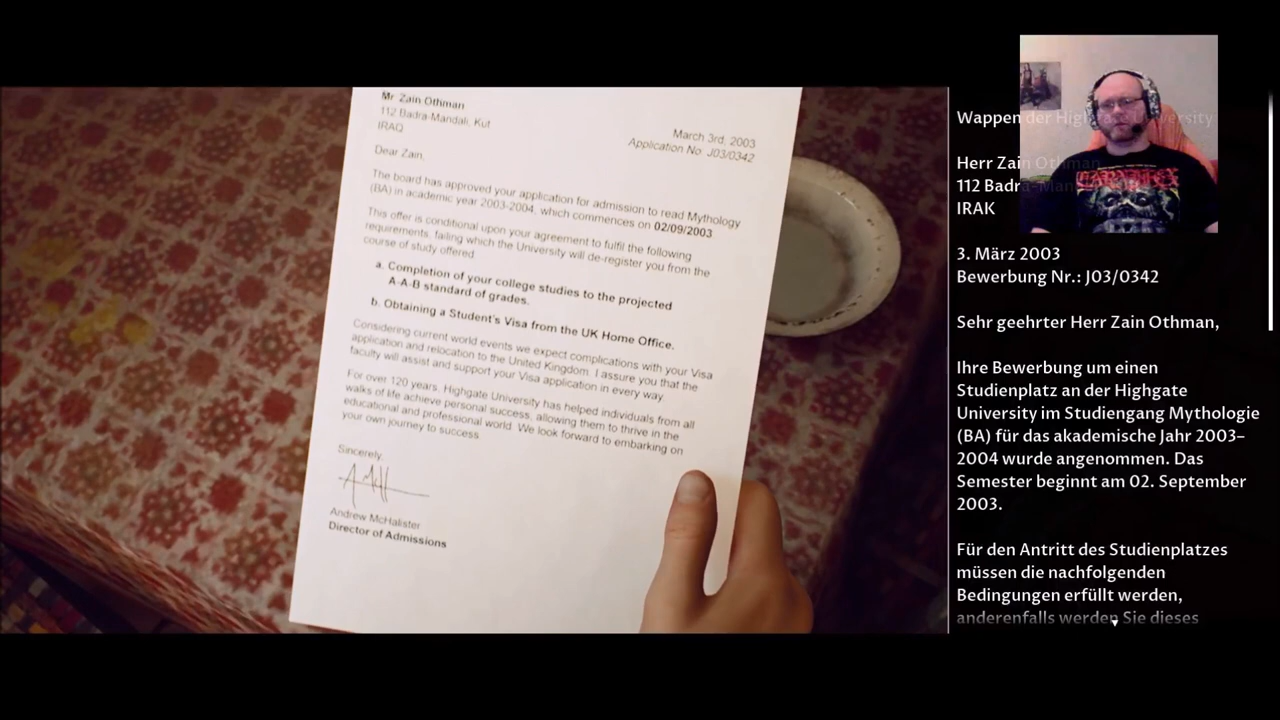 Mr Zain Othman
112 Badra-Mandali, Kut
IRAQ
March 3rd, 2003
Application No: J03/0342
Dear Zain,
The board has approved your application for admission to read Mythology
(BA) in academic year 2003-2004, which commences on 02/09/2003
This offer is conditional upon your agreement to fulfil the following
requirements, failing which the University will de-register you from the
course of study offered
a. Completion of your college studies to the projected
A-A-B standard of grades.
b. Obtaining a Student's Visa from the UK Home Office.
Considering current world events we expect complications with your Visa
application and relocation to the United Kingdom. I assure you that the
faculty will assist and support your Visa application in every way.
For over 120 years, Highgate University has helped individuals from all
walks of life achieve personal success, allowing them to thrive in the
educational and professional world. We look forward to embarking on
your own journey to success
Sincerely,
Andrew McHalister
Director of Admissions
Wappen der Highgate University
Herr Zain Othman
112 Badra-Man
IRAK
3. März 2003
Bewerbung Nr.: J03/0342
Sehr geehrter Herr Zain Othman,
Ihre Bewerbung um einen
Studienplatz an der Highgate
University im Studiengang Mythologie
(BA) für das akademische Jahr 2003–
2004 wurde angenommen. Das
Semester beginnt am 02. September
2003.
Für den Antritt des Studienplatzes
müssen die nachfolgenden
Bedingungen erfüllt werden,
anderenfalls werden Sie dieses